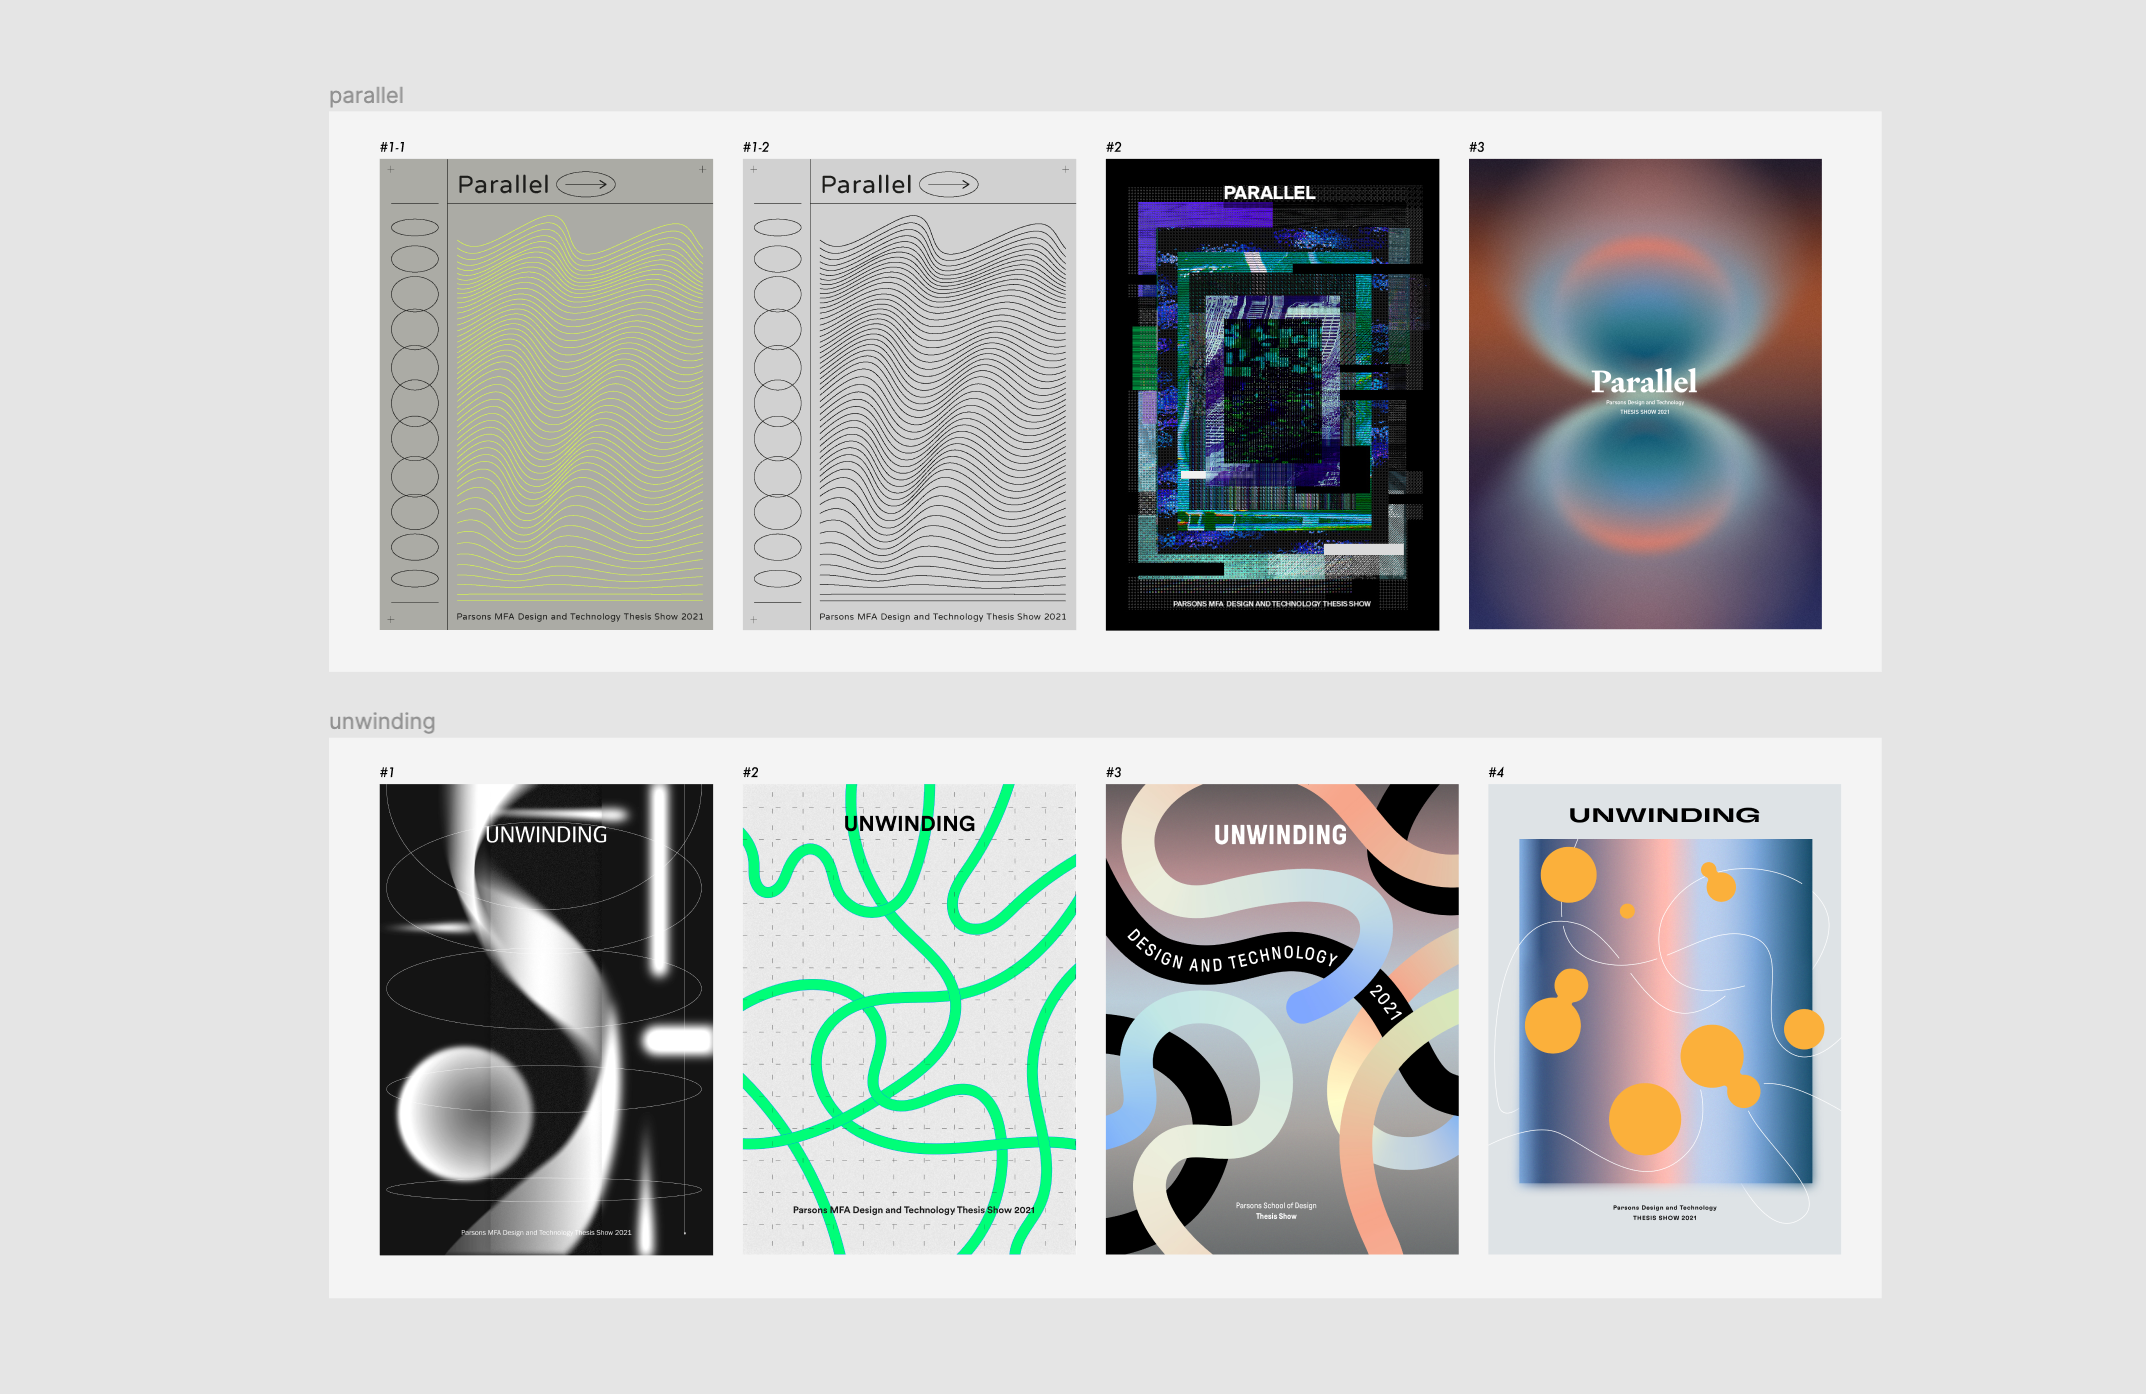 parallel
#1-1
#1-2
#2
#3
Parallel
Parsons MFA Design and Technology Thesis Show 2021
Parallel
Parsons MFA Design and Technology Thesis Show 2021
PARALLEL
PARSONS MFA DESIGN AND TECHNOLOGY THESIS SHOW
Parallel
Parsons Design and Technology
THESIS SHOW 2021
unwinding
#1
#2
#3
#4
UNWINDING
Parsons MFA Design and Technology Thesis Show 2021
UNWINDING
Parsons MFA Design and Technology Thesis Show 2021
UNWINDING
DESIGN AND TECHNOLOGY
2021
Parsons School of Design
Thesis Show
UNWINDING
Parsons Design and Technology
THESIS SHOW 2021